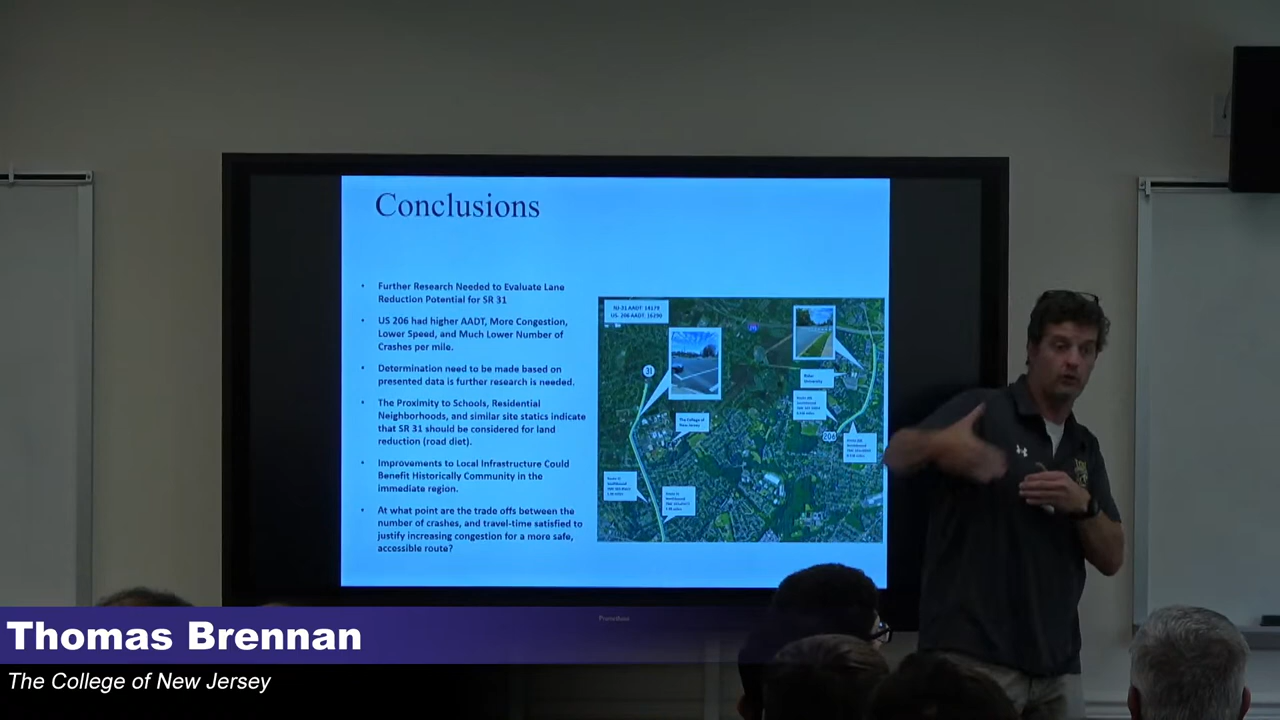 Conclusions
• Further Research Needed to Evaluate Lane
Reduction Potential for SR 31
• US 206 had higher AADT, More Congestion,
Lower Speed, and Much Lower Number of
Crashes per mile.
• Determination need to be made based on
presented data is further research is needed.
• The Proximity to Schools, Residential
Neighborhoods, and similar site statics indicate
that SR 31 should be considered for land
reduction (road diet).
• Improvements to Local Infrastructure Could
Benefit Historically Community in the
immediate region.
• At what point are the trade offs between the
number of crashes, and travel-time satisfied to
justify increasing congestion for a more safe,
accessible route?
31
The College of
New Jersey
Rider
University
206
Promethean
Thomas Brennan
The College of New Jersey